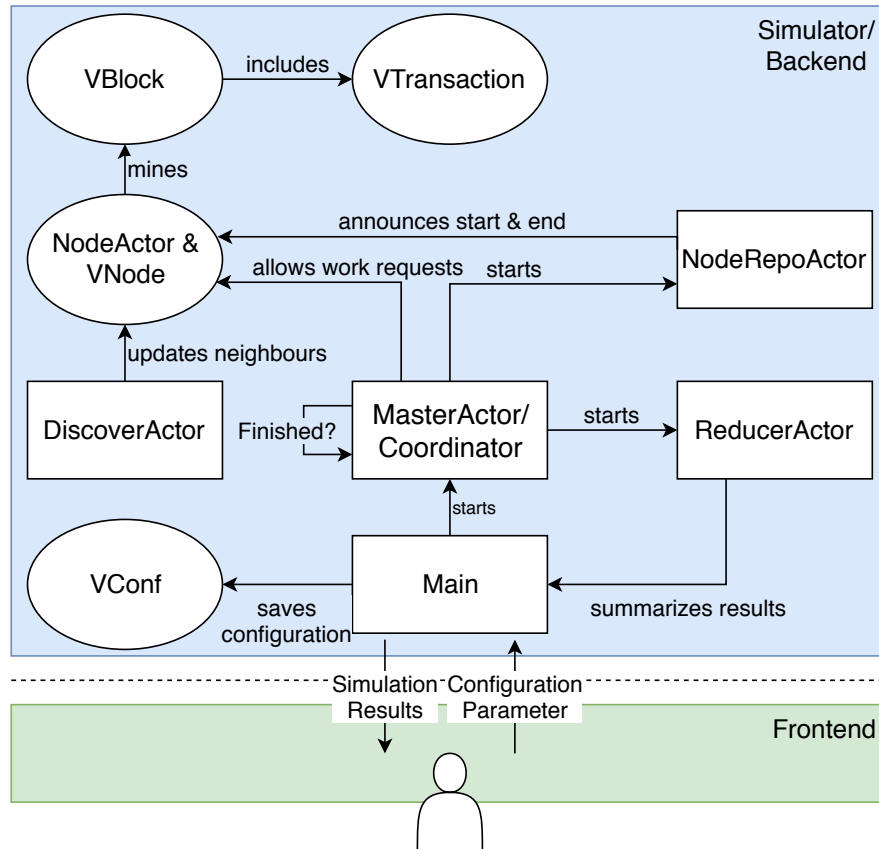 Simulator/
Backend
VBlock
includes
VTransaction
mines
NodeActor &
VNode
announces start & end
NodeRepoActor
allows work requests
starts
updates neighbours
DiscoverActor
Finished?
MasterActor/
Coordinator
starts
ReducerActor
starts
VConf
saves
configuration
Main
summarizes results
Simulation
Results
Configuration
Parameter
Frontend